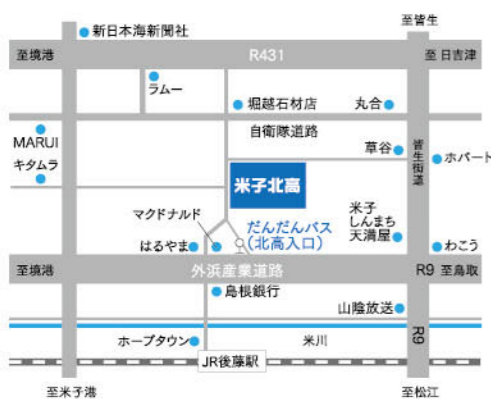 至皆生
新日本海新聞社
至境港
R431
至日吉津
ラムー
堀越石材店
丸合
自衛隊道路
MARUI
キタムラ
草谷
皆生街道
ホバート
米子北高
マクドナルド
だんだんバス
(北高入口)
米子
しんまち
天満屋
はるやま
わこう
至境港
外浜産業道路
R9
至鳥取
島根銀行
山陰放送
ホープタウン
米川
R9
JR後藤駅
至米子港
至松江